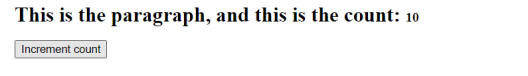 This is the paragraph, and this is the count: 10
Increment count